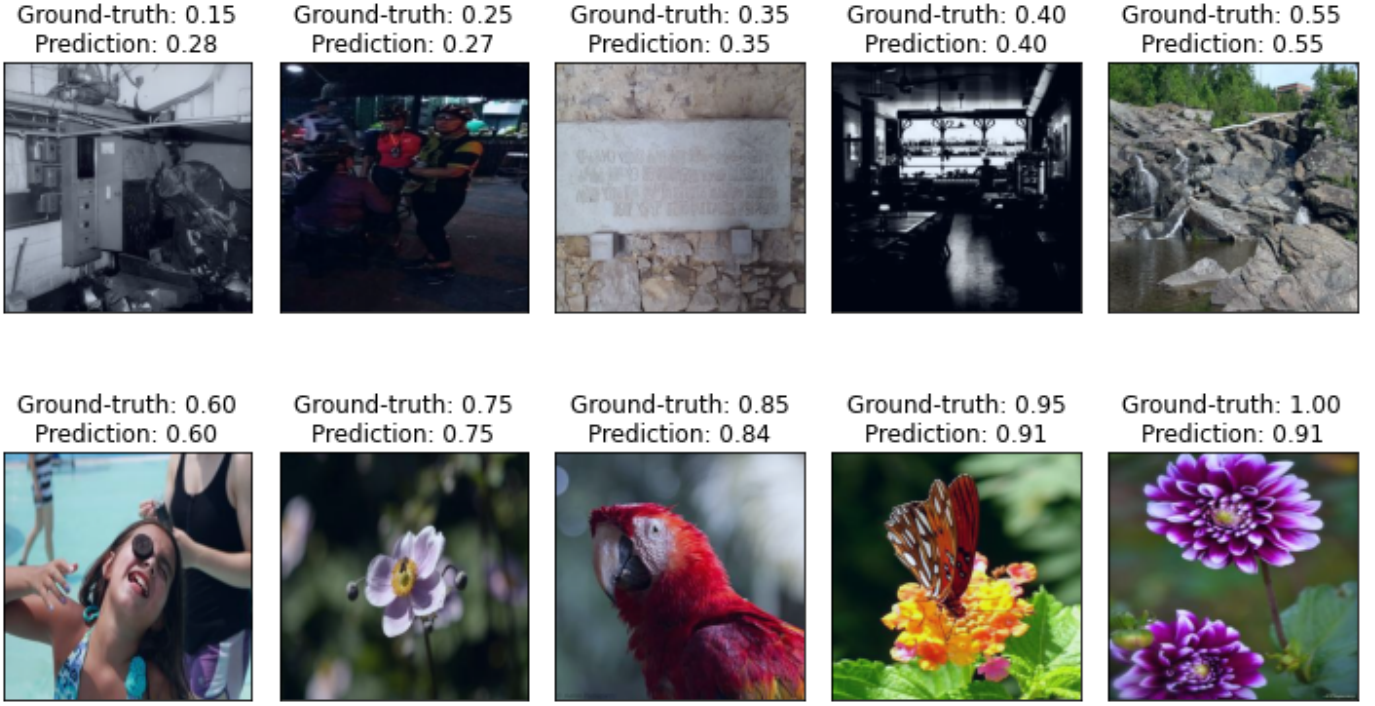 Ground-truth: 0.15
Prediction: 0.28
Ground-truth: 0.25
Prediction: 0.27
Ground-truth: 0.35
Prediction: 0.35
Ground-truth: 0.40
Prediction: 0.40
Ground-truth: 0.55
Prediction: 0.55
Ground-truth: 0.60
Prediction: 0.60
Ground-truth: 0.75
Prediction: 0.75
Ground-truth: 0.85
Prediction: 0.84
Ground-truth: 0.95
Prediction: 0.91
Ground-truth: 1.00
Prediction: 0.91